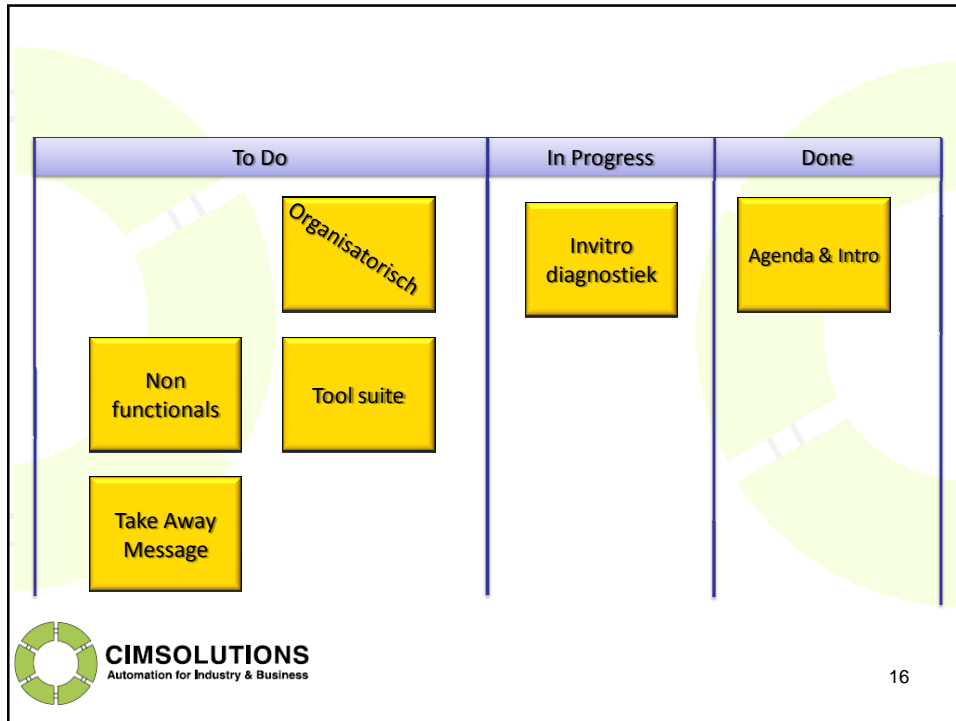 To Do
In Progress
Done
Organisatorisch
Invitro
diagnostiek
Agenda & Intro
Non
functionals
Tool suite
Take Away
Message
CIMSOLUTIONS
Automation for Industry & Business
16